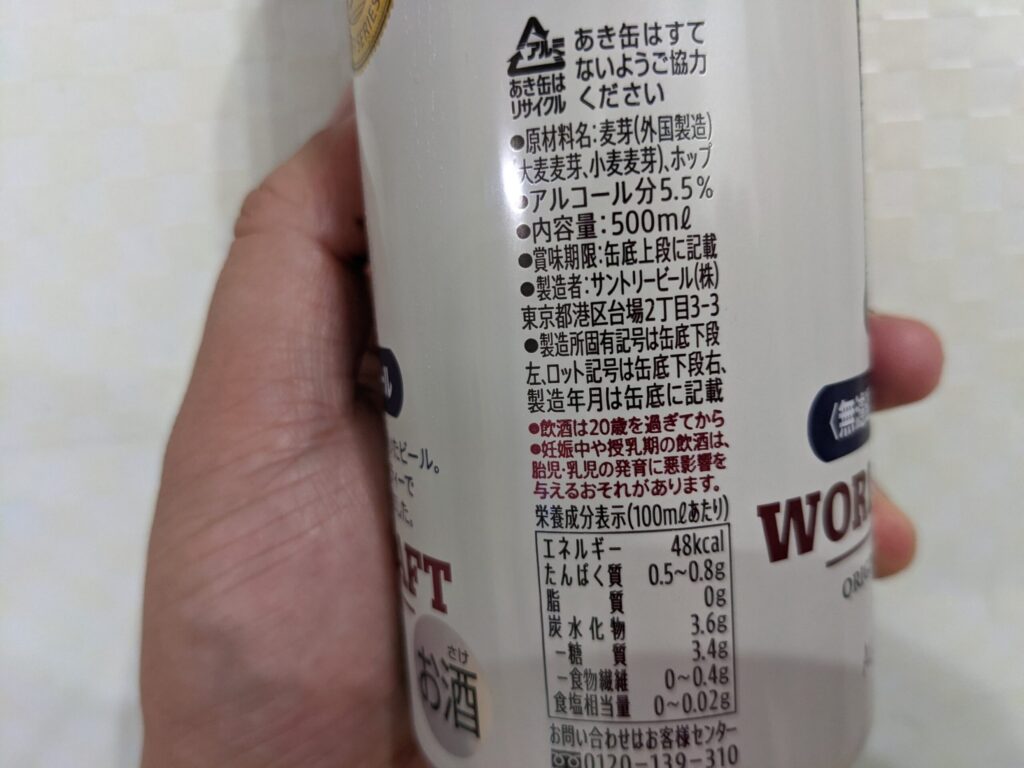 SERIES
アルミ
あき缶は
リサイクル
あき缶はすて
ないようご協力
ください
●原材料名:麦芽(外国製造)
大麦麦芽、小麦麦芽)、ホップ
●アルコール分5.5%
●内容量:500mℓ
●賞味期限:缶底上段に記載
●製造者:サントリービール(株)
東京都港区台場2丁目3-3
●製造所固有記号は缶底下段
左、ロット記号は缶底下段右、
製造年月は缶底に記載
●飲酒は20歳を過ぎてから
●妊娠中や授乳期の飲酒は、
胎児・乳児の発育に悪影響を
与えるおそれがあります。
栄養成分表示(100mℓあたり)
エネルギー 48kcal
たんぱく質 0.5~0.8g
脂質 0g
炭水化物 3.6g
-糖質 3.4g
-食物繊維 0~0.4g
食塩相当量 0~0.02g
お問い合わせはお客様センター
0120-139-310
ビール。
ーで
した。
AFT
さけ
お酒
〈無
WOR